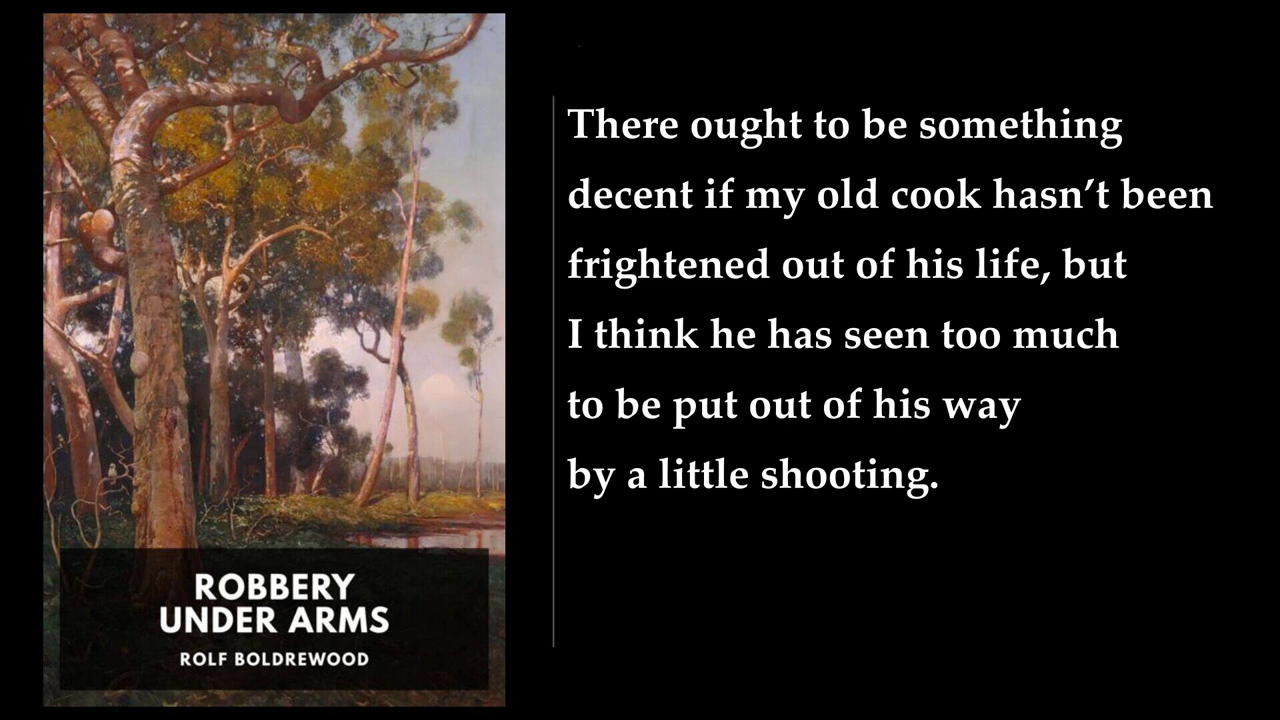 There ought to be something
decent if my old cook hasn’t been
frightened out of his life, but
I think he has seen too much
to be put out of his way
by a little shooting.
ROBBERY
UNDER ARMS
ROLF BOLDREWOOD